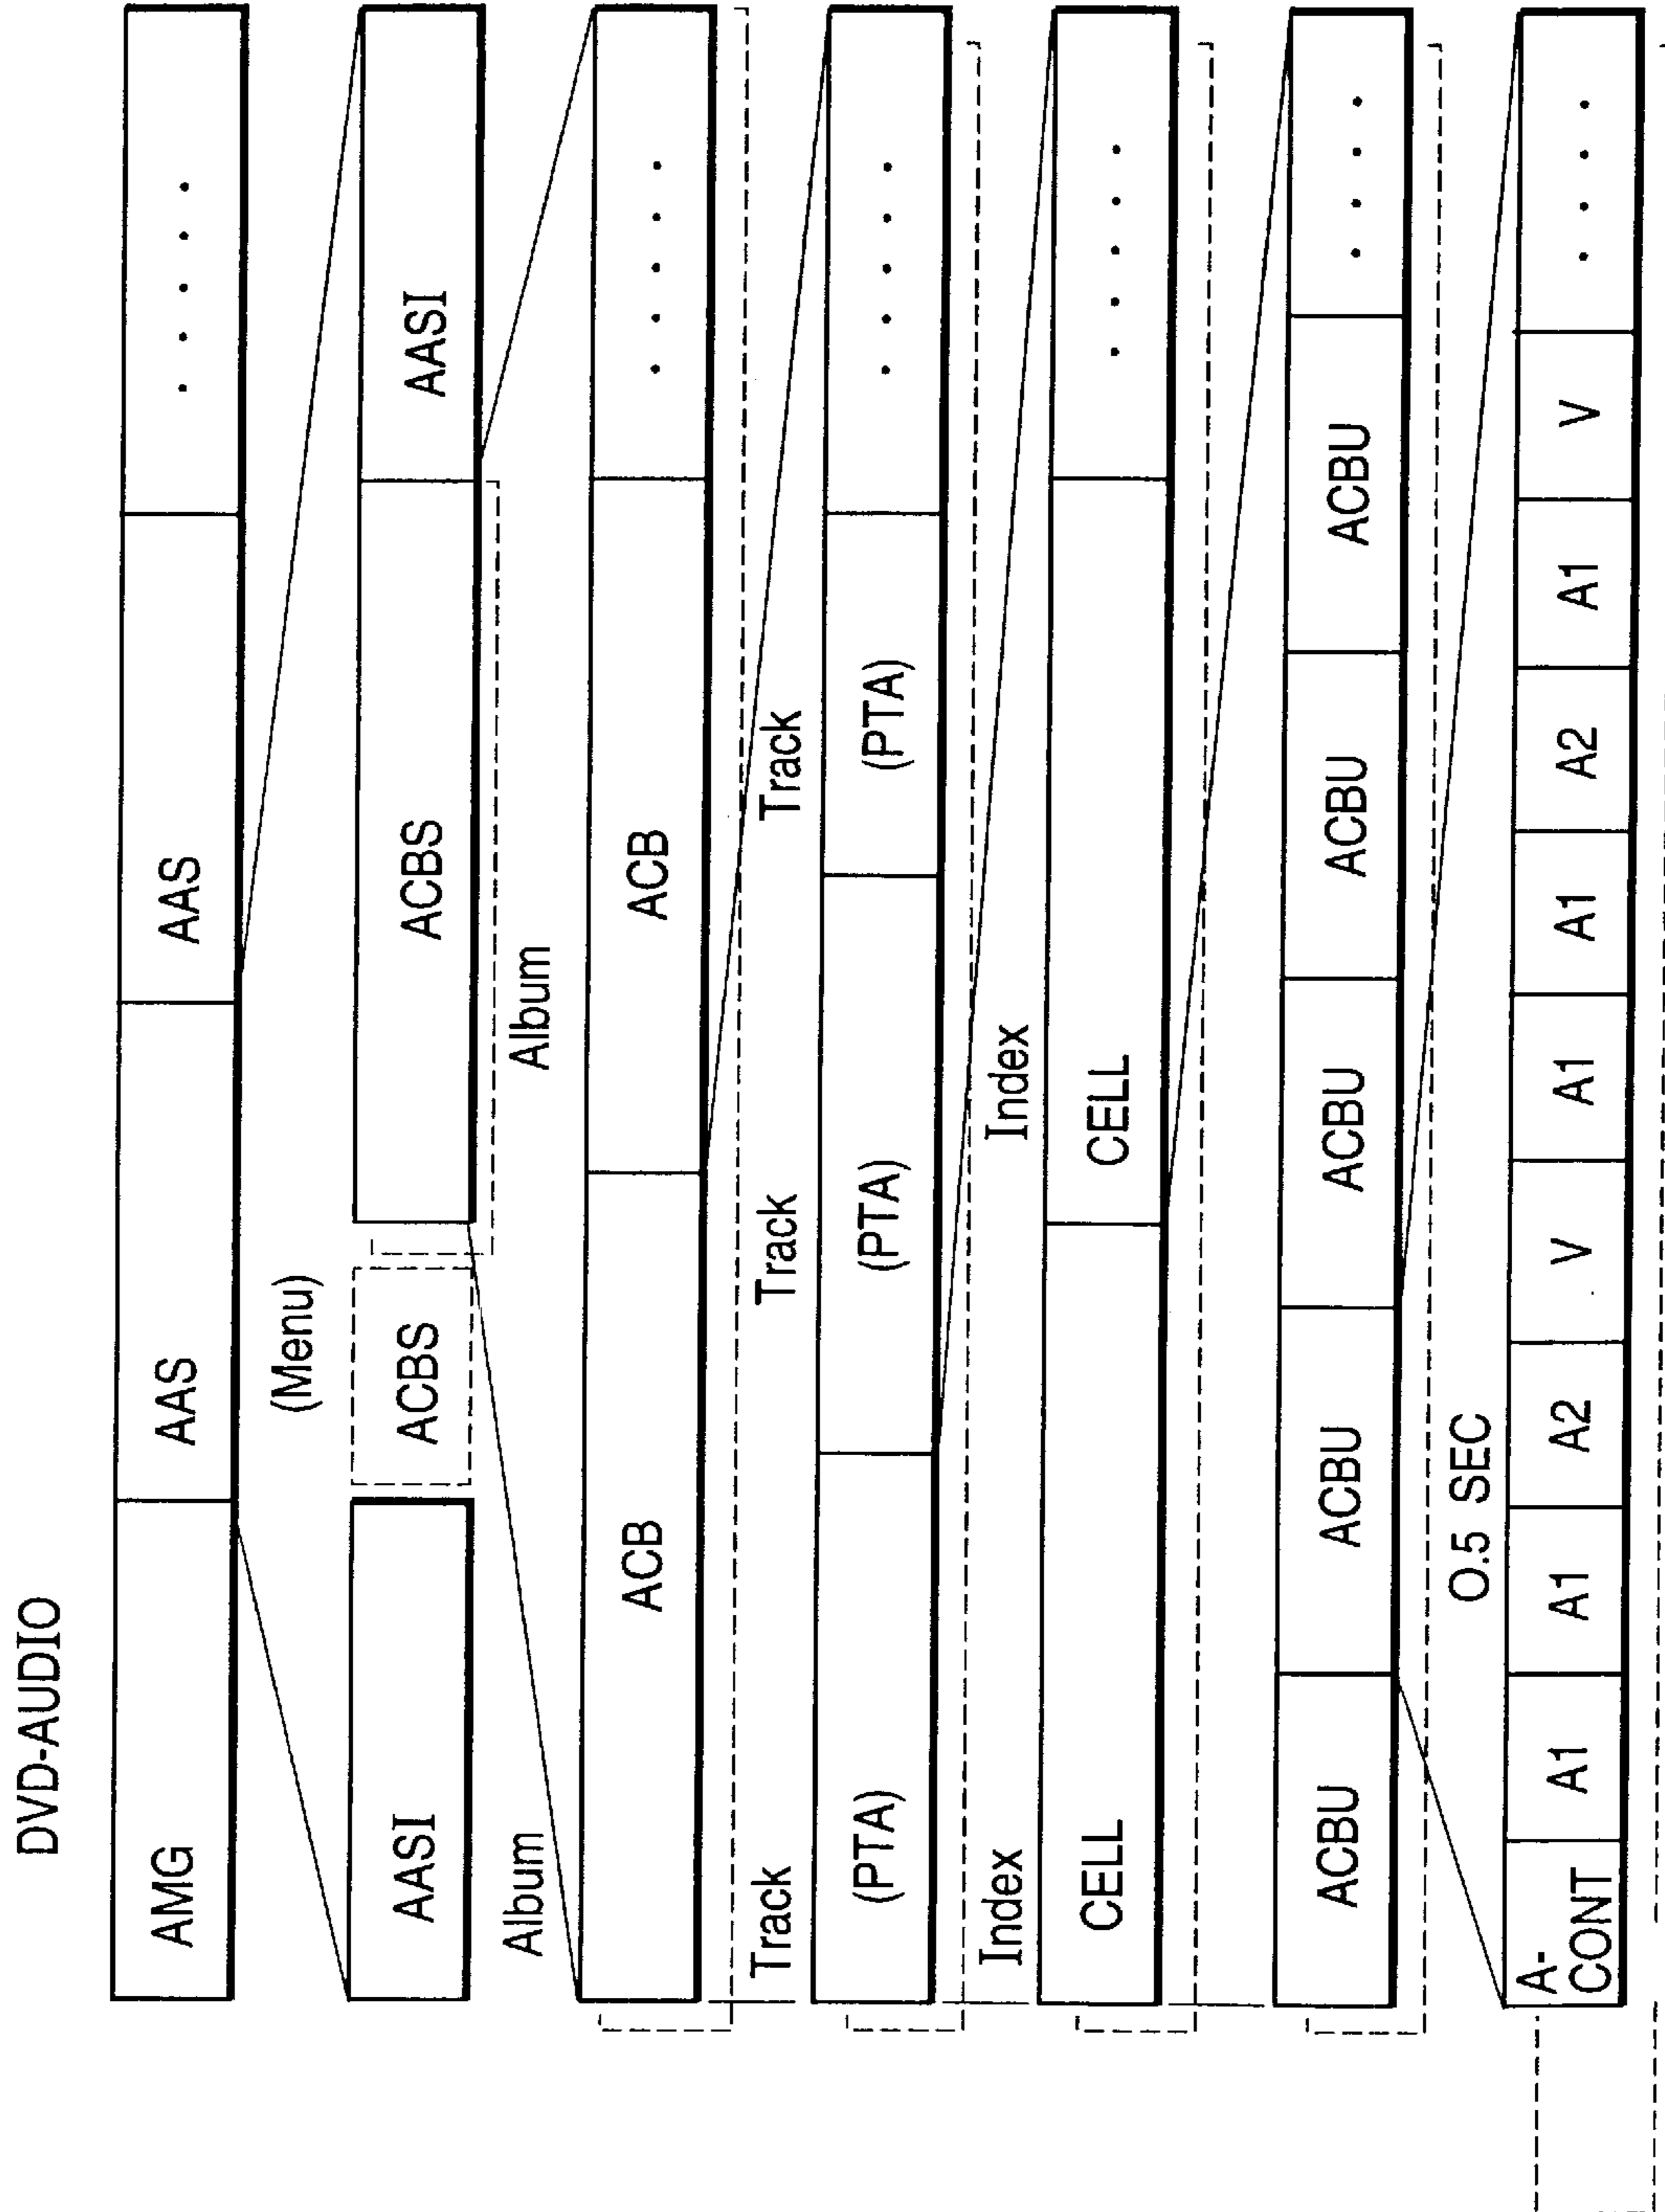 DVD-AUDIO
AMG AAS AAS .....
(Menu)
AASI ACBS ACBS AASI
Album Album
ACB ACB .....
Track Track Track
(PTA) (PTA) (PTA) .....
Index Index
CELL CELL .....
ACBU ACBU ACBU ACBU ACBU ....
0.5 SEC
A-CONT A1 A1 A2 V A1 A1 A2 A1 V ....